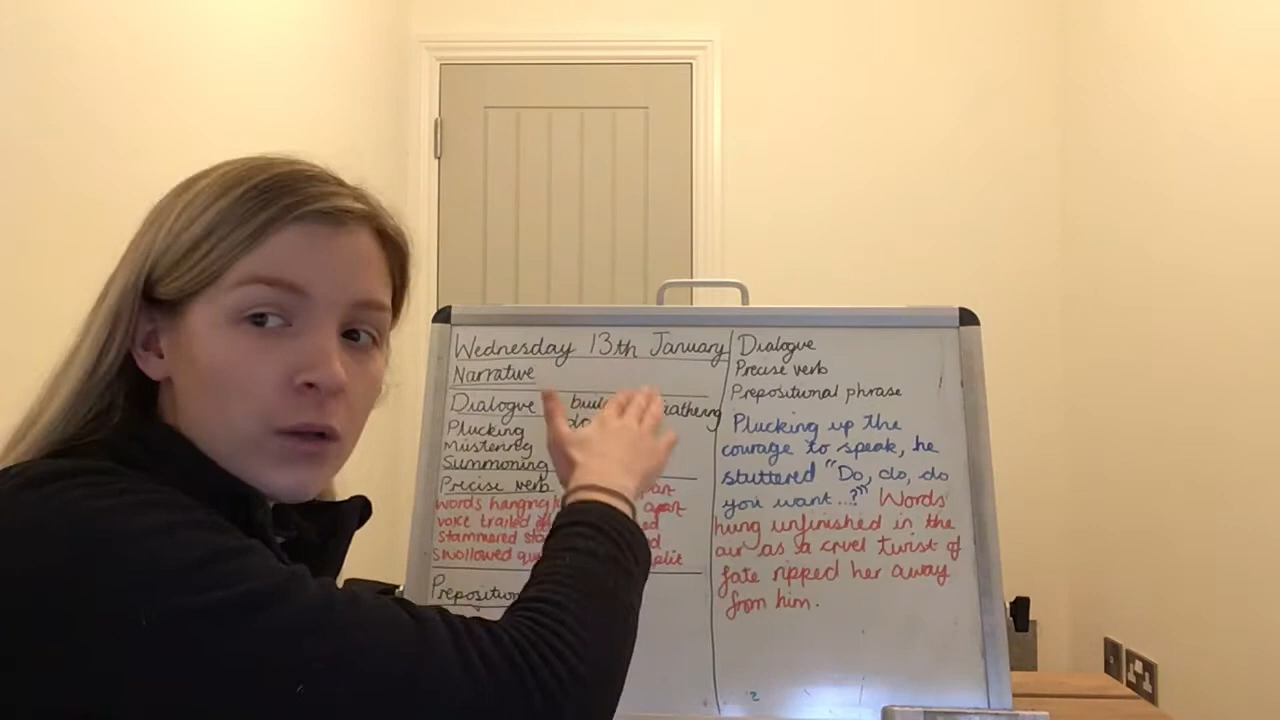 Wednesday 13th January
Narrative
Dialogue
Plucking
Mustering
Summoning
Precise verb
words hanging
voice trailed
stammered
swallowed
Dialogue
Precise verb
Prepositional phrase
Plucking up the
courage to speak, he
stuttered "Do, do, do
you want...?" Words
hung unfinished in the
air as a cruel twist of
fate ripped her away
from him.